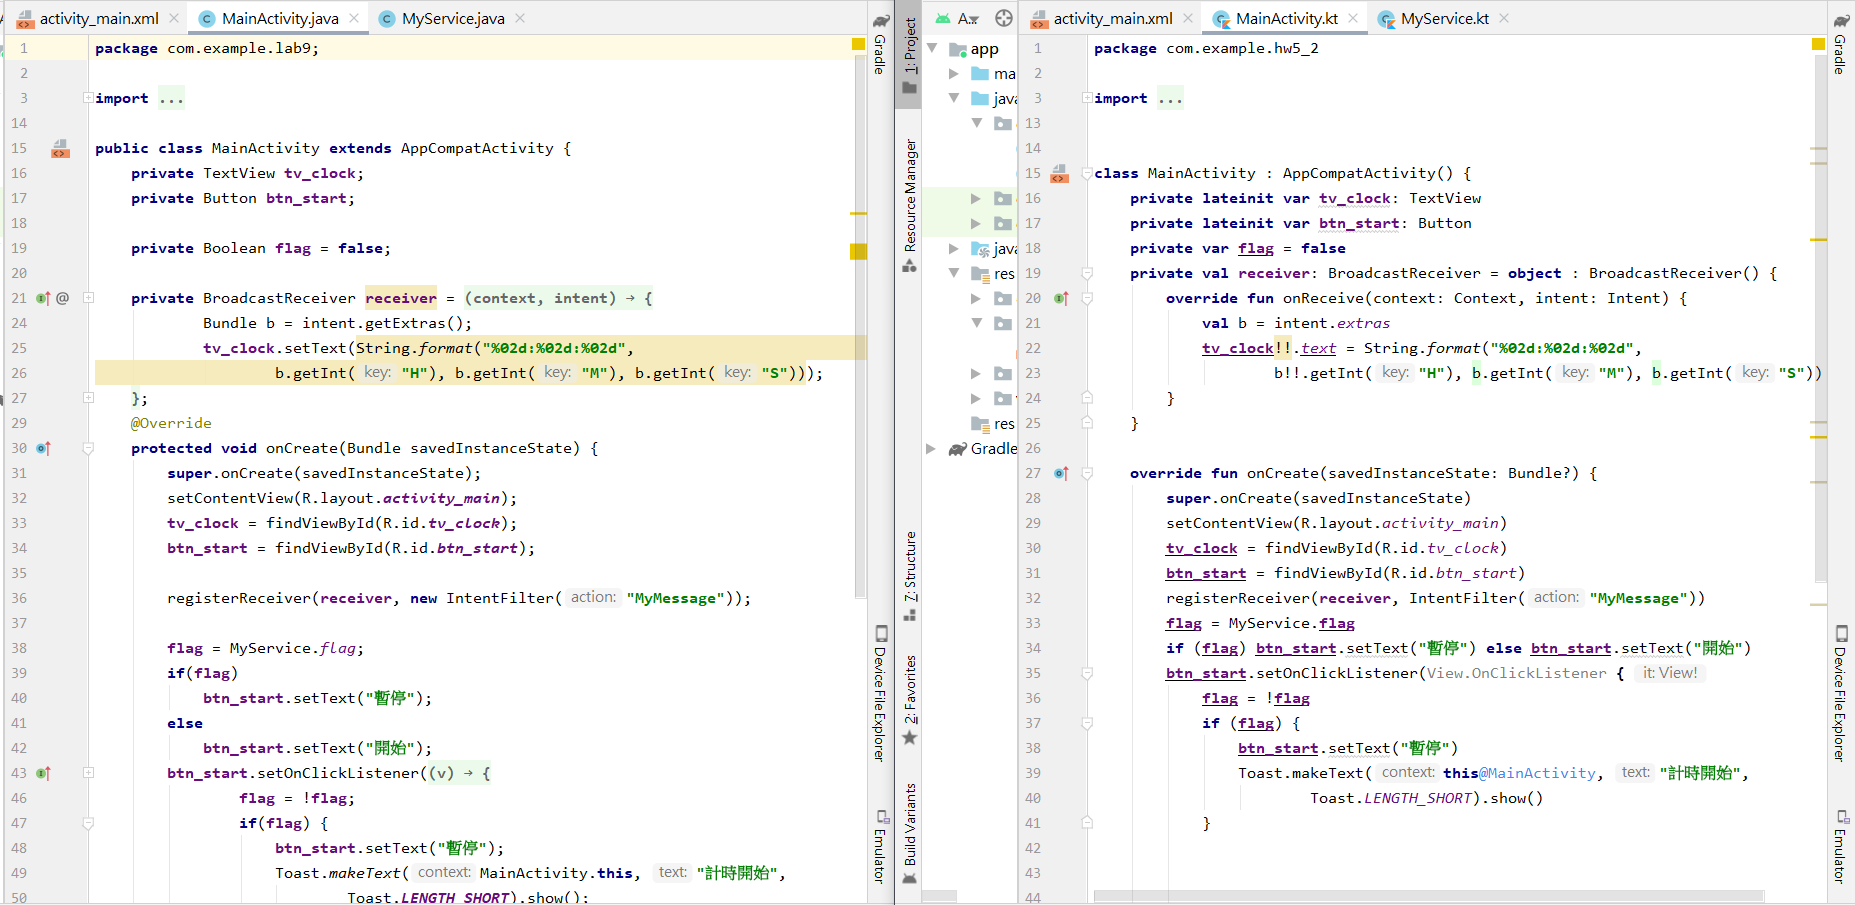 activity_main.xml
MainActivity.java
MyService.java
1 package com.example.lab9;
2
3 import ...
14
15 public class MainActivity extends AppCompatActivity {
16 private TextView tv_clock;
17 private Button btn_start;
18
19 private Boolean flag = false;
20
21 @ private BroadcastReceiver receiver = (context, intent) → {
24 Bundle b = intent.getExtras();
25 tv_clock.setText(String.format("%02d:%02d:%02d",
26 b.getInt( key: "H"), b.getInt( key: "M"), b.getInt( key: "S")));
27 };
29 @Override
30 protected void onCreate(Bundle savedInstanceState) {
31 super.onCreate(savedInstanceState);
32 setContentView(R.layout.activity_main);
33 tv_clock = findViewById(R.id.tv_clock);
34 btn_start = findViewById(R.id.btn_start);
35
36 registerReceiver(receiver, new IntentFilter( action: "MyMessage"));
37
38 flag = MyService.flag;
39 if(flag)
40 btn_start.setText("暫停");
41 else
42 btn_start.setText("開始");
43 btn_start.setOnClickListener((v) → {
46 flag = !flag;
47 if(flag) {
48 btn_start.setText("暫停");
49 Toast.makeText( context: MainActivity.this, text: "計時開始",
50 Toast.LENGTH_SHORT).show();
Gradle
Device File Explorer
Emulator
1: Project
Resource Manager
7: Structure
2: Favorites
Build Variants
A
app
ma
java
java
res
res
Gradle
activity_main.xml
MainActivity.kt
MyService.kt
1 package com.example.hw5_2
2
3 import ...
13
14
15 class MainActivity : AppCompatActivity() {
16 private lateinit var tv_clock: TextView
17 private lateinit var btn_start: Button
18 private var flag = false
19 private val receiver: BroadcastReceiver = object : BroadcastReceiver() {
20 override fun onReceive(context: Context, intent: Intent) {
21 val b = intent.extras
22 tv_clock!!.text = String.format("%02d:%02d:%02d",
23 b!!.getInt( key: "H"), b.getInt( key: "M"), b.getInt( key: "S"))
24 }
25 }
26
27 override fun onCreate(savedInstanceState: Bundle?) {
28 super.onCreate(savedInstanceState)
29 setContentView(R.layout.activity_main)
30 tv_clock = findViewById(R.id.tv_clock)
31 btn_start = findViewById(R.id.btn_start)
32 registerReceiver(receiver, IntentFilter( action: "MyMessage"))
33 flag = MyService.flag
34 if (flag) btn_start.setText("暫停") else btn_start.setText("開始")
35 btn_start.setOnClickListener(View.OnClickListener { it: View!
36 flag = !flag
37 if (flag) {
38 btn_start.setText("暫停")
39 Toast.makeText( context: this@MainActivity, text: "計時開始",
40 Toast.LENGTH_SHORT).show()
41 }
42
43
44
Gradle
Device File Explorer
Emulator